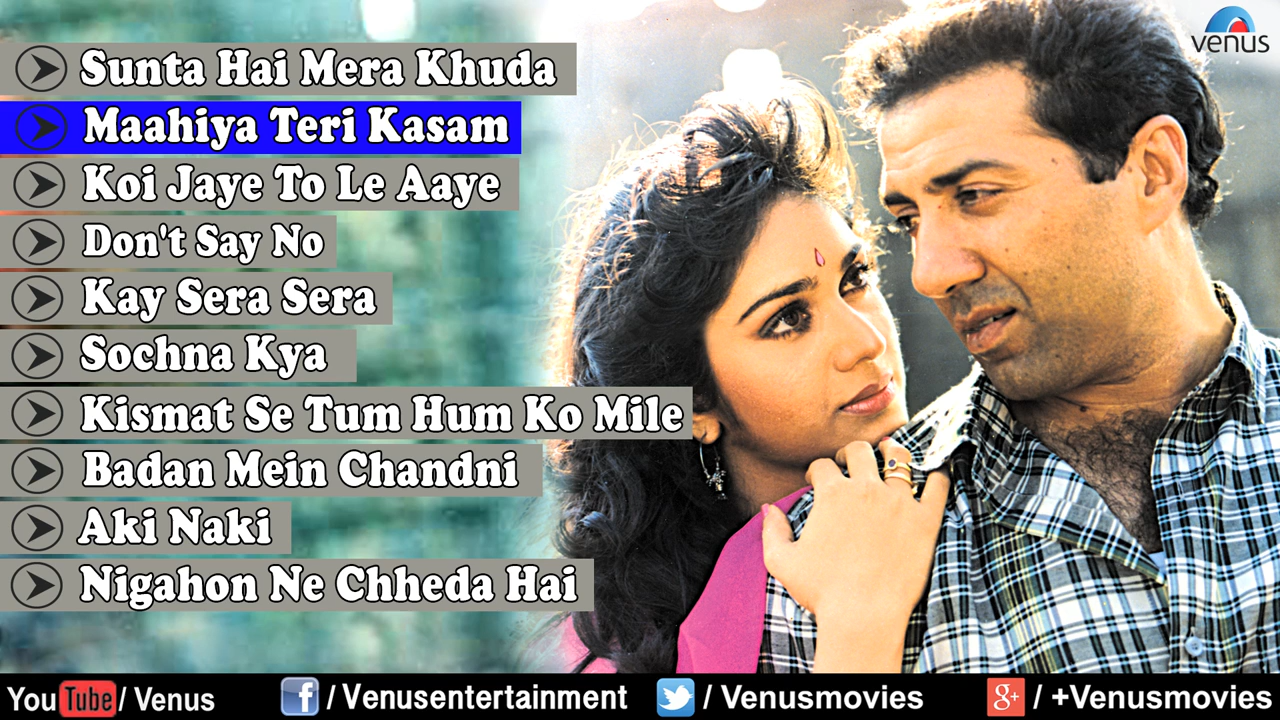 venus
Sunta Hai Mera Khuda
Maahiya Teri Kasam
Koi Jaye To Le Aaye
Don't Say No
Kay Sera Sera
Sochna Kya
Kismat Se Tum Hum Ko Mile
Badan Mein Chandni
Aki Naki
Nigahon Ne Chheda Hai
YouTube / Venus f / Venusentertainment / Venusmovies g+ / +Venusmovies